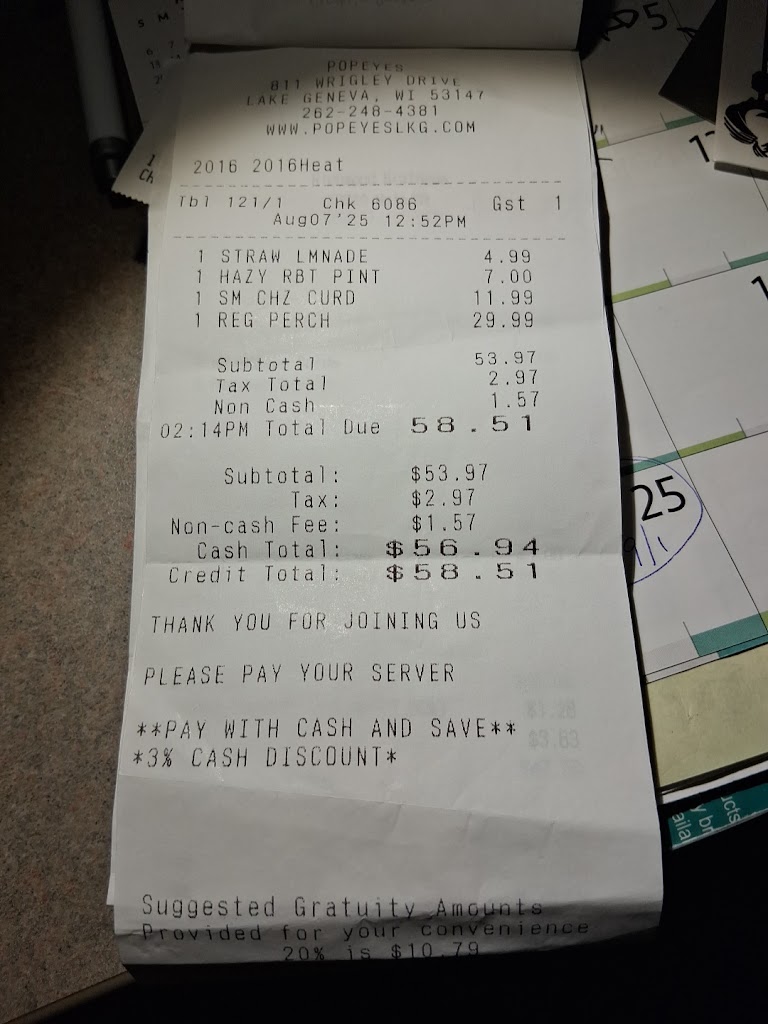 POPEYES
811 WRIGLEY DRIVE
LAKE GENEVA, WI 53147
262-248-4381
WWW.POPEYESLKG.COM
2016 2016Heat
Tbl 121/1 Chk 6086 Gst 1
Aug07'25 12:52PM
1 STRAW LMNADE 4.99
1 HAZY RBT PINT 7.00
1 SM CHZ CURD 11.99
1 REG PERCH 29.99
Subtotal 53.97
Tax Total 2.97
Non Cash 1.57
02:14PM Total Due 58.51
Subtotal: $53.97
Tax: $2.97
Non-cash Fee: $1.57
Cash Total: $56.94
Credit Total: $58.51
THANK YOU FOR JOINING US
PLEASE PAY YOUR SERVER
**PAY WITH CASH AND SAVE**
*3% CASH DISCOUNT*
Suggested Gratuity Amounts
Provided for your convenience
20% is $10.79
S M
6 7
25